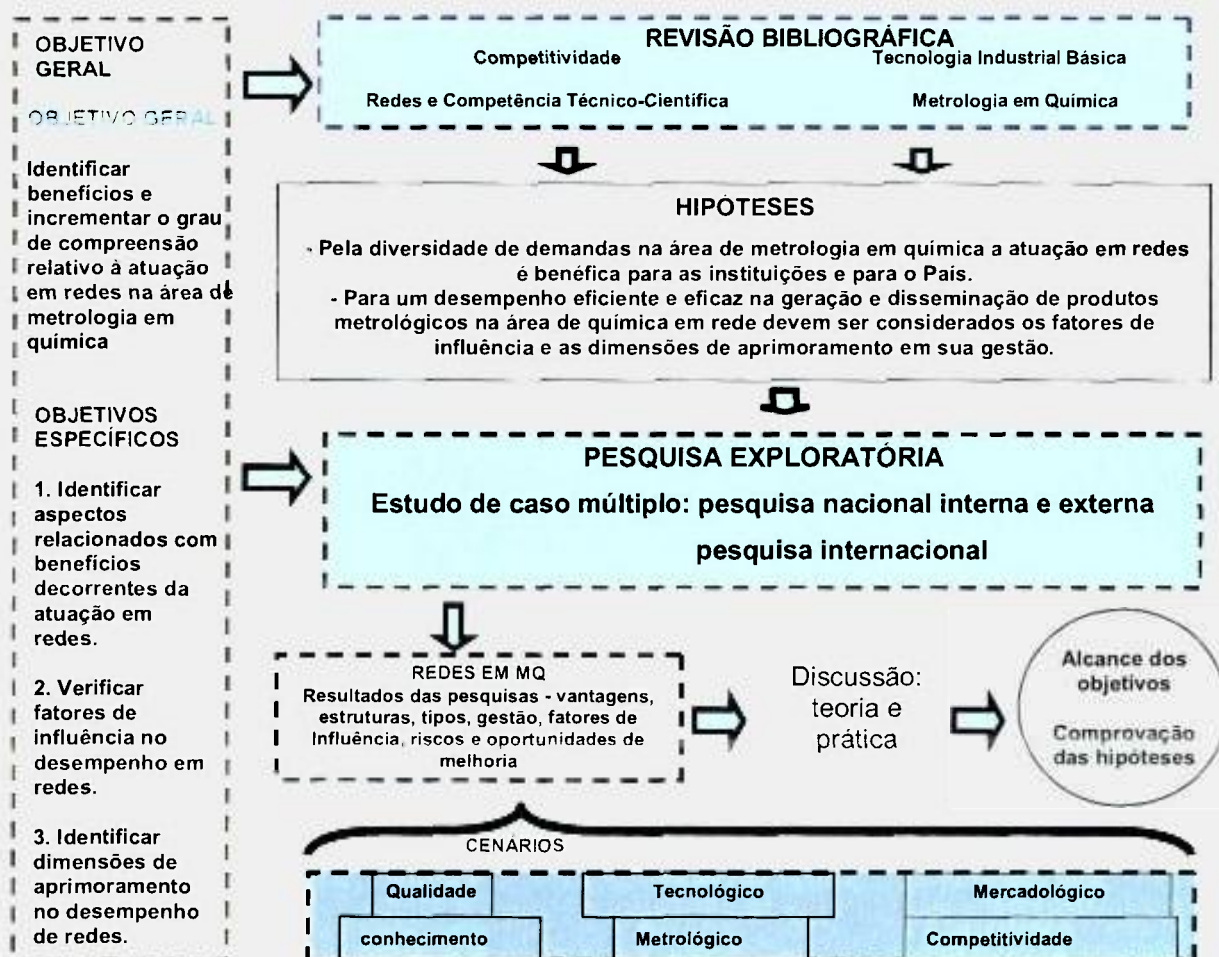 OBJETIVO
GERAL
OBJETIVO GERAL
Identificar
benefícios e
incrementar o grau
de compreensão
relativo à atuação
em redes na área de
metrologia em
química
OBJETIVOS
ESPECÍFICOS
1. Identificar
aspectos
relacionados com
benefícios
decorrentes da
atuação em
redes.
2. Verificar
fatores de
influência no
desempenho em
redes.
3. Identificar
dimensões de
aprimoramento
no desempenho
de redes.
REVISÃO BIBLIOGRÁFICA
Competitividade Tecnologia Industrial Básica
Redes e Competência Técnico-Científica Metrologia em Química
HIPÓTESES
- Pela diversidade de demandas na área de metrologia em química a atuação em redes
é benéfica para as instituições e para o País.
- Para um desempenho eficiente e eficaz na geração e disseminação de produtos
metrológicos na área de química em rede devem ser considerados os fatores de
influência e as dimensões de aprimoramento em sua gestão.
PESQUISA EXPLORATÓRIA
Estudo de caso múltiplo: pesquisa nacional interna e externa
pesquisa internacional
REDES EM MQ
Resultados das pesquisas - vantagens,
estruturas, tipos, gestão, fatores de
Influência, riscos e oportunidades de
melhoria
Discussão:
teoria e
prática
Alcance dos
objetivos
Comprovação
das hipóteses
CENÁRIOS
Qualidade Tecnológico Mercadológico
conhecimento Metrológico Competitividade